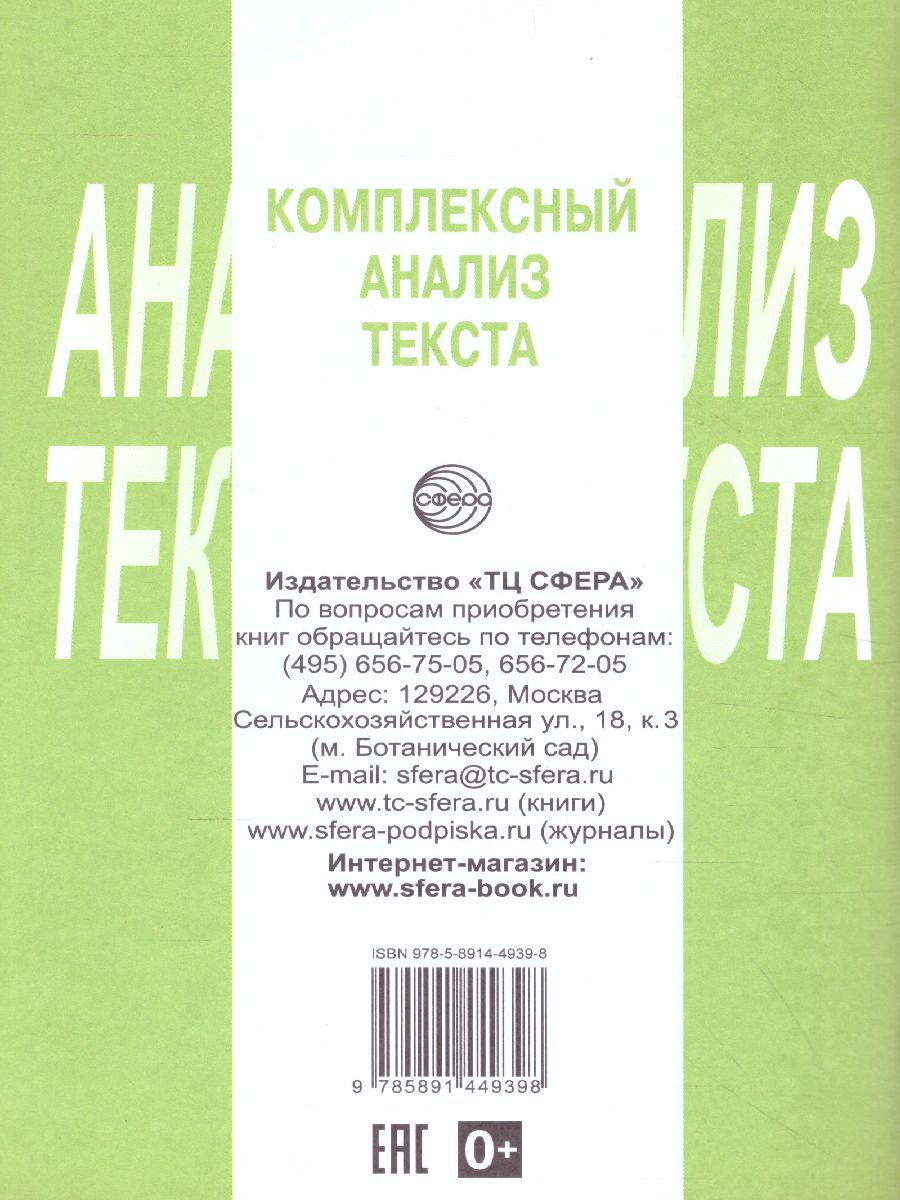 АНАЛИЗ
ТЕКСТА
КОМПЛЕКСНЫЙ
АНАЛИЗ
ТЕКСТА
сфера
Издательство «ТЦ СФЕРА»
По вопросам приобретения
книг обращайтесь по телефонам:
(495) 656-75-05, 656-72-05
Адрес: 129226, Москва
Сельскохозяйственная ул., 18, к.3
(м. Ботанический сад)
E-mail: sfera@tc-sfera.ru
www.tc-sfera.ru (книги)
www.sfera-podpiska.ru (журналы)
Интернет-магазин:
www.sfera-book.ru
ISBN 978-5-8914-4939-8
9 785891 449398
EAC 0+